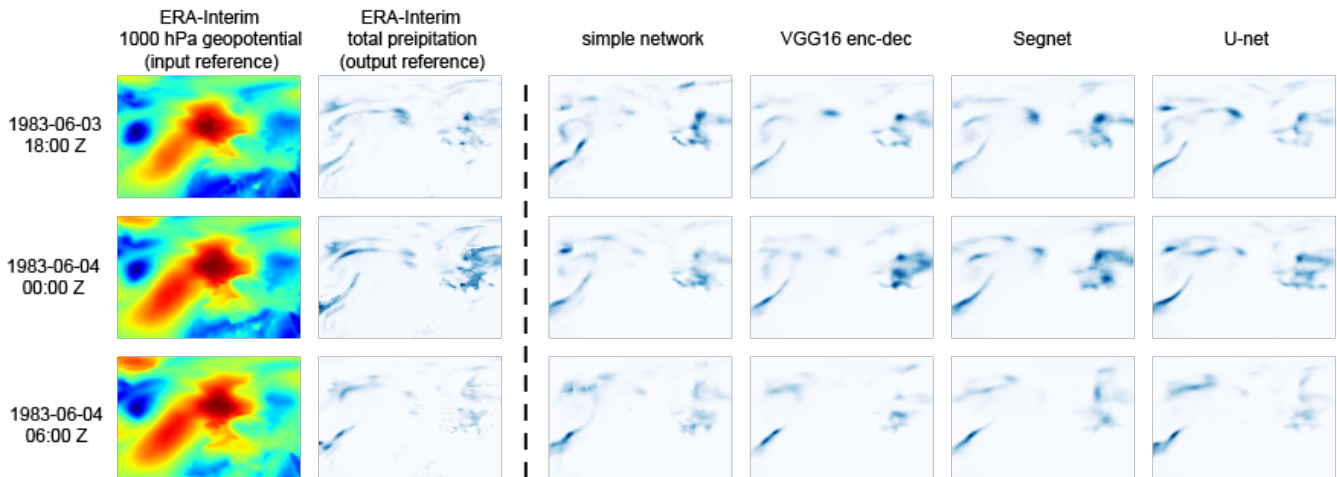 ERA-Interim
1000 hPa geopotential
(input reference)
ERA-Interim
total preipitation
(output reference)
simple network
VGG16 enc-dec
Segnet
U-net
1983-06-03
18:00 Z
1983-06-04
00:00 Z
1983-06-04
06:00 Z